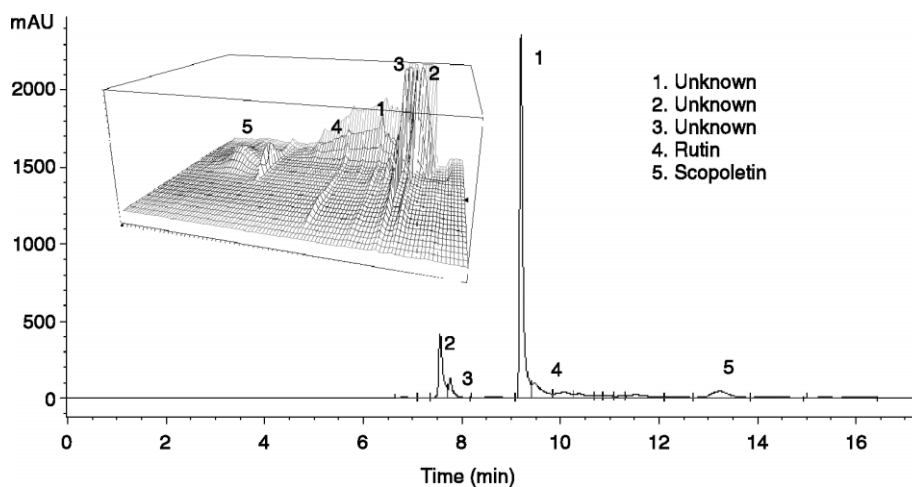 mAU
2000
1500
1000
500
0
0 2 4 6 8 10 12 14 16
Time (min)
3 2
1
4
5
1
2
3
4
5
1. Unknown
2. Unknown
3. Unknown
4. Rutin
5. Scopoletin